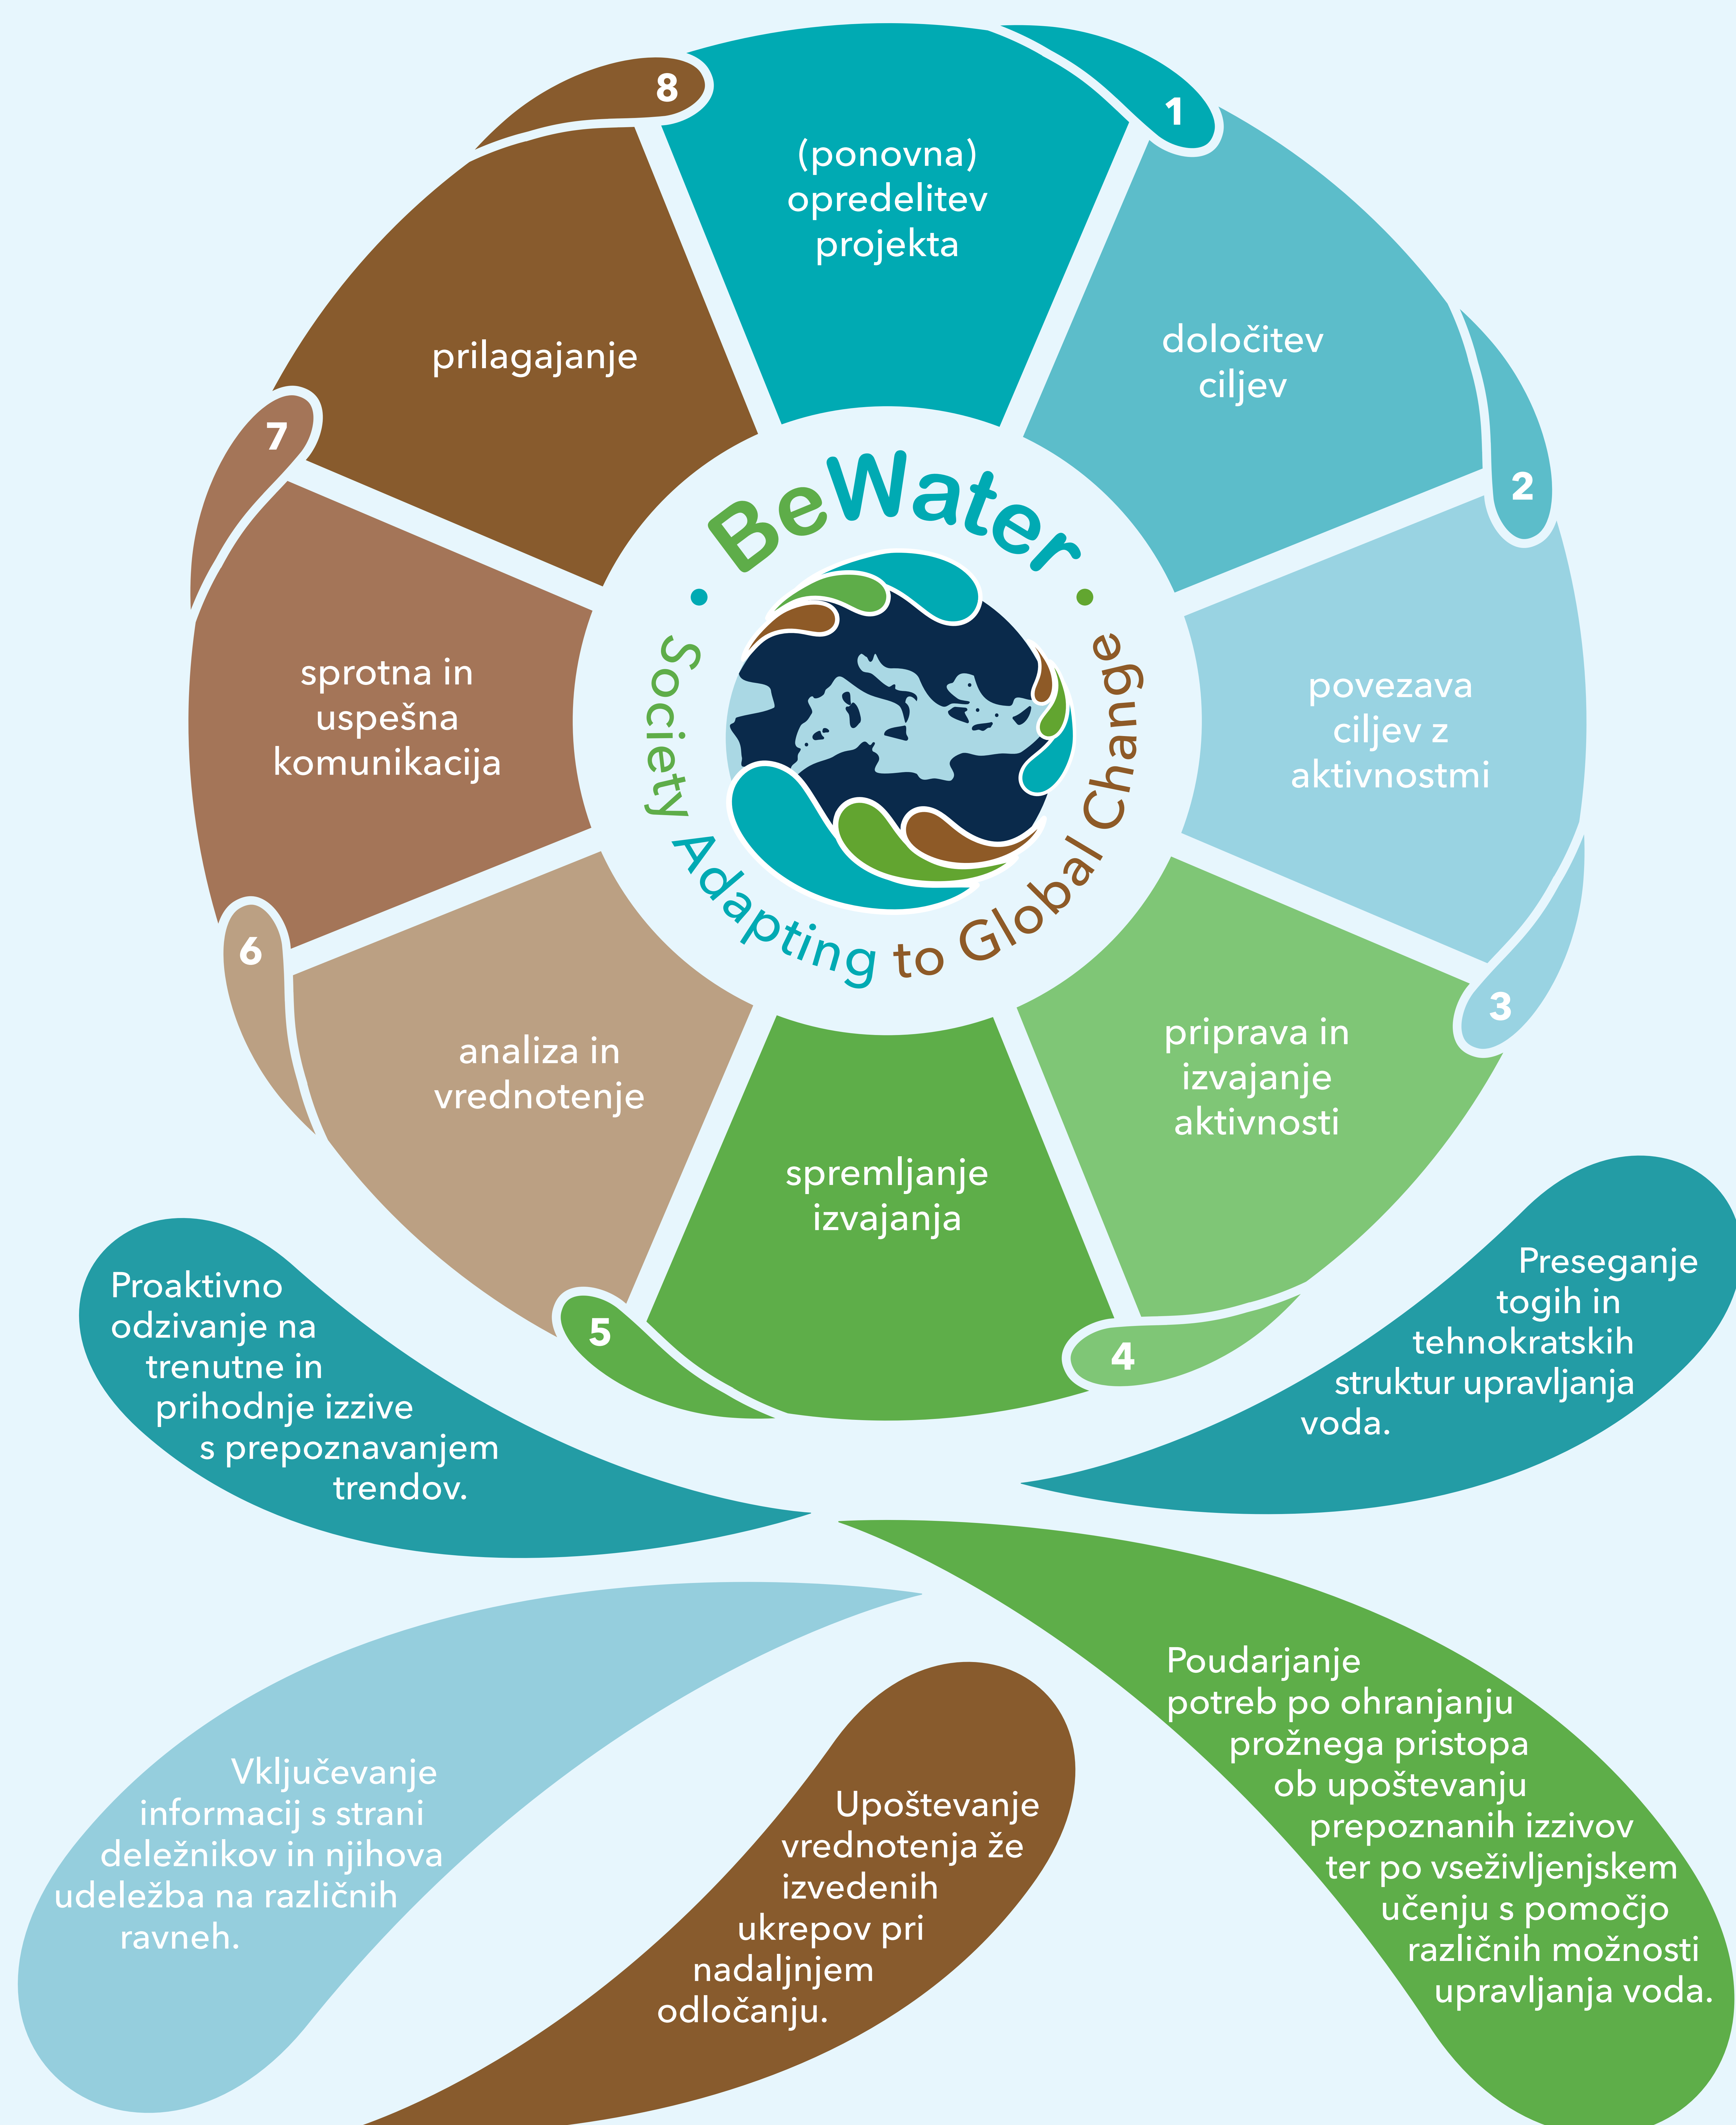 1
(ponovna)
opredelitev
projekta
2
določitev
ciljev
3
povezava
ciljev z
aktivnostmi
4
priprava in
izvajanje
aktivnosti
5
spremljanje
izvajanja
6
analiza in
vrednotenje
7
sprotna in
uspešna
komunikacija
8
prilagajanje
• BeWater •
Society Adapting to Global Change
Proaktivno
odzivanje na
trenutne in
prihodnje izzive
s prepoznavanjem
trendov.
Preseganje
togih in
tehnokratskih
struktur upravljanja
voda.
Vključevanje
informacij s strani
deležnikov in njihova
udeležba na različnih
ravneh.
Upoštevanje
vrednotenja že
izvedenih
ukrepov pri
nadaljnjem
odločanju.
Poudarjanje
potreb po ohranjanju
prožnega pristopa
ob upoštevanju
prepoznanih izzivov
ter po vseživljenjskem
učenju s pomočjo
različnih možnosti
upravljanja voda.